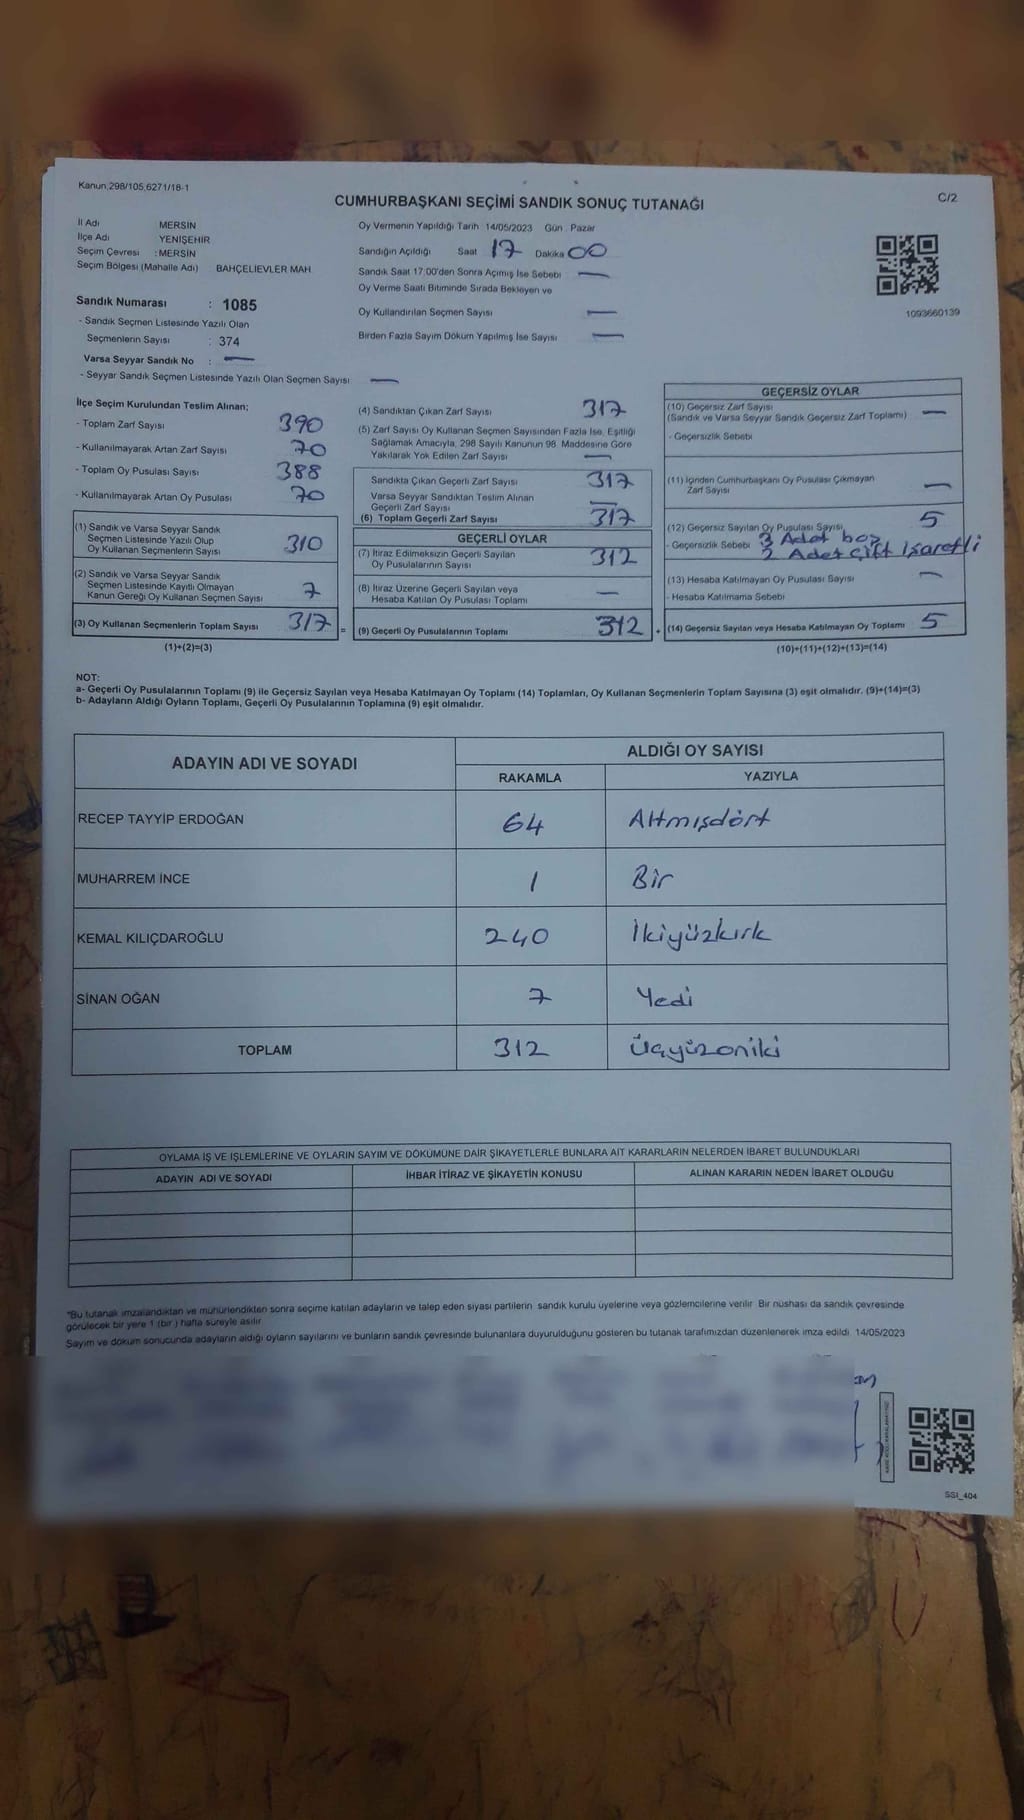 Kanun,298/105,6271/18-1
C/2
CUMHURBAŞKANI SEÇİMİ SANDIK SONUÇ TUTANAĞI
İl Adı MERSİN
İlçe Adı YENİŞEHİR
Seçim Çevresi : MERSİN
Seçim Bölgesi (Mahalle Adı) BAHÇELİEVLER MAH
Oy Vermenin Yapıldığı Tarih 14/05/2023 Gün Pazar
Sandığın Açıldığı Saat 17 Dakika 00
Sandık Saat 17:00'den Sonra Açımış İse Sebebi —
Oy Verme Saati Bitiminde Sırada Bekleyen ve
Oy Kullandırılan Seçmen Sayısı —
Birden Fazla Sayım Döküm Yapılmış İse Sayısı —
1093660139
Sandık Numarası : 1085
- Sandık Seçmen Listesinde Yazılı Olan
Seçmenlerin Sayısı : 374
Varsa Seyyar Sandık No : —
- Seyyar Sandık Seçmen Listesinde Yazılı Olan Seçmen Sayısı —
İlçe Seçim Kurulundan Teslim Alınan;
- Toplam Zarf Sayısı 390
- Kullanılmayarak Artan Zarf Sayısı 70
- Toplam Oy Pusulası Sayısı 388
- Kullanılmayarak Artan Oy Pusulası 70
(1) Sandık ve Varsa Seyyar Sandık
Seçmen Listesinde Yazılı Olup
Oy Kullanan Seçmenlerin Sayısı 310
(2) Sandık ve Varsa Seyyar Sandık
Seçmen Listesinde Kayıtlı Olmayan
Kanun Gereği Oy Kullanan Seçmen Sayısı 7
(3) Oy Kullanan Seçmenlerin Toplam Sayısı 317 =
(1)+(2)=(3)
(4) Sandıktan Çıkan Zarf Sayısı 317
(5) Zarf Sayısı Oy Kullanan Seçmen Sayısından Fazla İse, Eşitliği
Sağlamak Amacıyla, 298 Sayılı Kanunun 98. Maddesine Göre
Yakılarak Yok Edilen Zarf Sayısı —
Sandıkta Çıkan Geçerli Zarf Sayısı 317
Varsa Seyyar Sandıktan Teslim Alınan
Geçerli Zarf Sayısı —
(6) Toplam Geçerli Zarf Sayısı 317
GEÇERLİ OYLAR
(7) İtiraz Edilmeksizin Geçerli Sayılan
Oy Pusulalarının Sayısı 312
(8) İtiraz Üzerine Geçerli Sayılan veya
Hesaba Katılan Oy Pusulası Toplamı —
(9) Geçerli Oy Pusulalarının Toplamı 312 +
GEÇERSİZ OYLAR
(10) Geçersiz Zarf Sayısı
(Sandık ve Varsa Seyyar Sandık Geçersiz Zarf Toplamı) —
- Geçersizlik Sebebi
(11) İçinden Cumhurbaşkanı Oy Pusulası Çıkmayan
Zarf Sayısı —
(12) Geçersiz Sayılan Oy Pusulası Sayısı 5
- Geçersizlik Sebebi 3 Adet boş
2 Adet çift işaretli
(13) Hesaba Katılmayan Oy Pusulası Sayısı —
- Hesaba Katılmama Sebebi
(14) Geçersiz Sayılan veya Hesaba Katılmayan Oy Toplamı 5
(10)+(11)+(12)+(13)=(14)
NOT:
a- Geçerli Oy Pusulalarının Toplamı (9) ile Geçersiz Sayılan veya Hesaba Katılmayan Oy Toplamı (14) Toplamları, Oy Kullanan Seçmenlerin Toplam Sayısına (3) eşit olmalıdır. (9)+(14)=(3)
b- Adayların Aldığı Oyların Toplamı, Geçerli Oy Pusulalarının Toplamına (9) eşit olmalıdır.
ADAYIN ADI VE SOYADI
ALDIĞI OY SAYISI
RAKAMLA YAZIYLA
RECEP TAYYİP ERDOĞAN 64 Altmışdört
MUHARREM İNCE 1 Bir
KEMAL KILIÇDAROĞLU 240 İkiyüzkırk
SİNAN OĞAN 7 Yedi
TOPLAM 312 Üçyüzoniki
OYLAMA İŞ VE İŞLEMLERİNE VE OYLARIN SAYIM VE DÖKÜMÜNE DAİR ŞİKAYETLERLE BUNLARA AİT KARARLARIN NELERDEN İBARET BULUNDUKLARI
ADAYIN ADI VE SOYADI İHBAR İTİRAZ VE ŞİKAYETİN KONUSU ALINAN KARARIN NEDEN İBARET OLDUĞU
*Bu tutanak imzalandıktan ve mühürlendikten sonra seçime katılan adayların ve talep eden siyasi partilerin sandık kurulu üyelerine veya gözlemcilerine verilir. Bir nüshası da sandık çevresinde
görülecek bir yere 1 (bir) hafta süreyle asılır
Sayım ve döküm sonucunda adayların aldığı oyların sayılarını ve bunların sandık çevresinde bulunanlara duyurulduğunu gösteren bu tutanak tarafımızdan düzenlenerek imza edildi. 14/05/2023
SSI_404